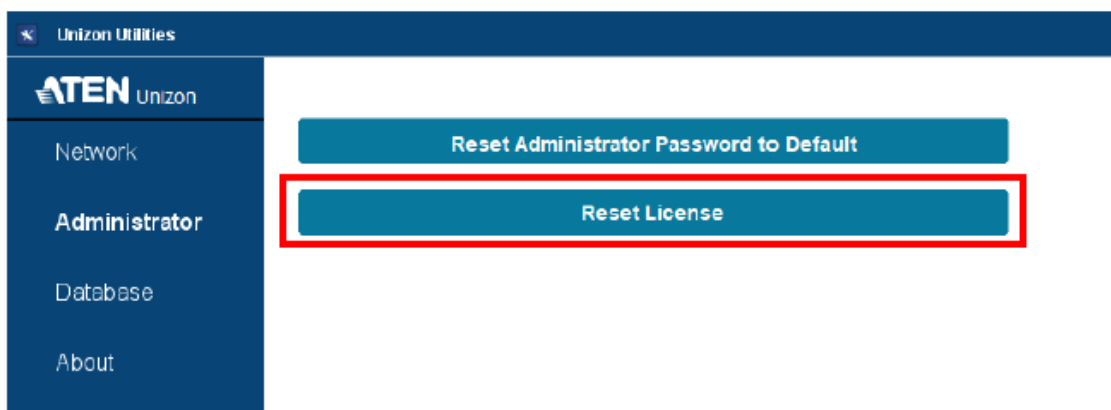 Unizon Utilities
ATEN Unizon
Network
Administrator
Database
About
Reset Administrator Password to Default
Reset License